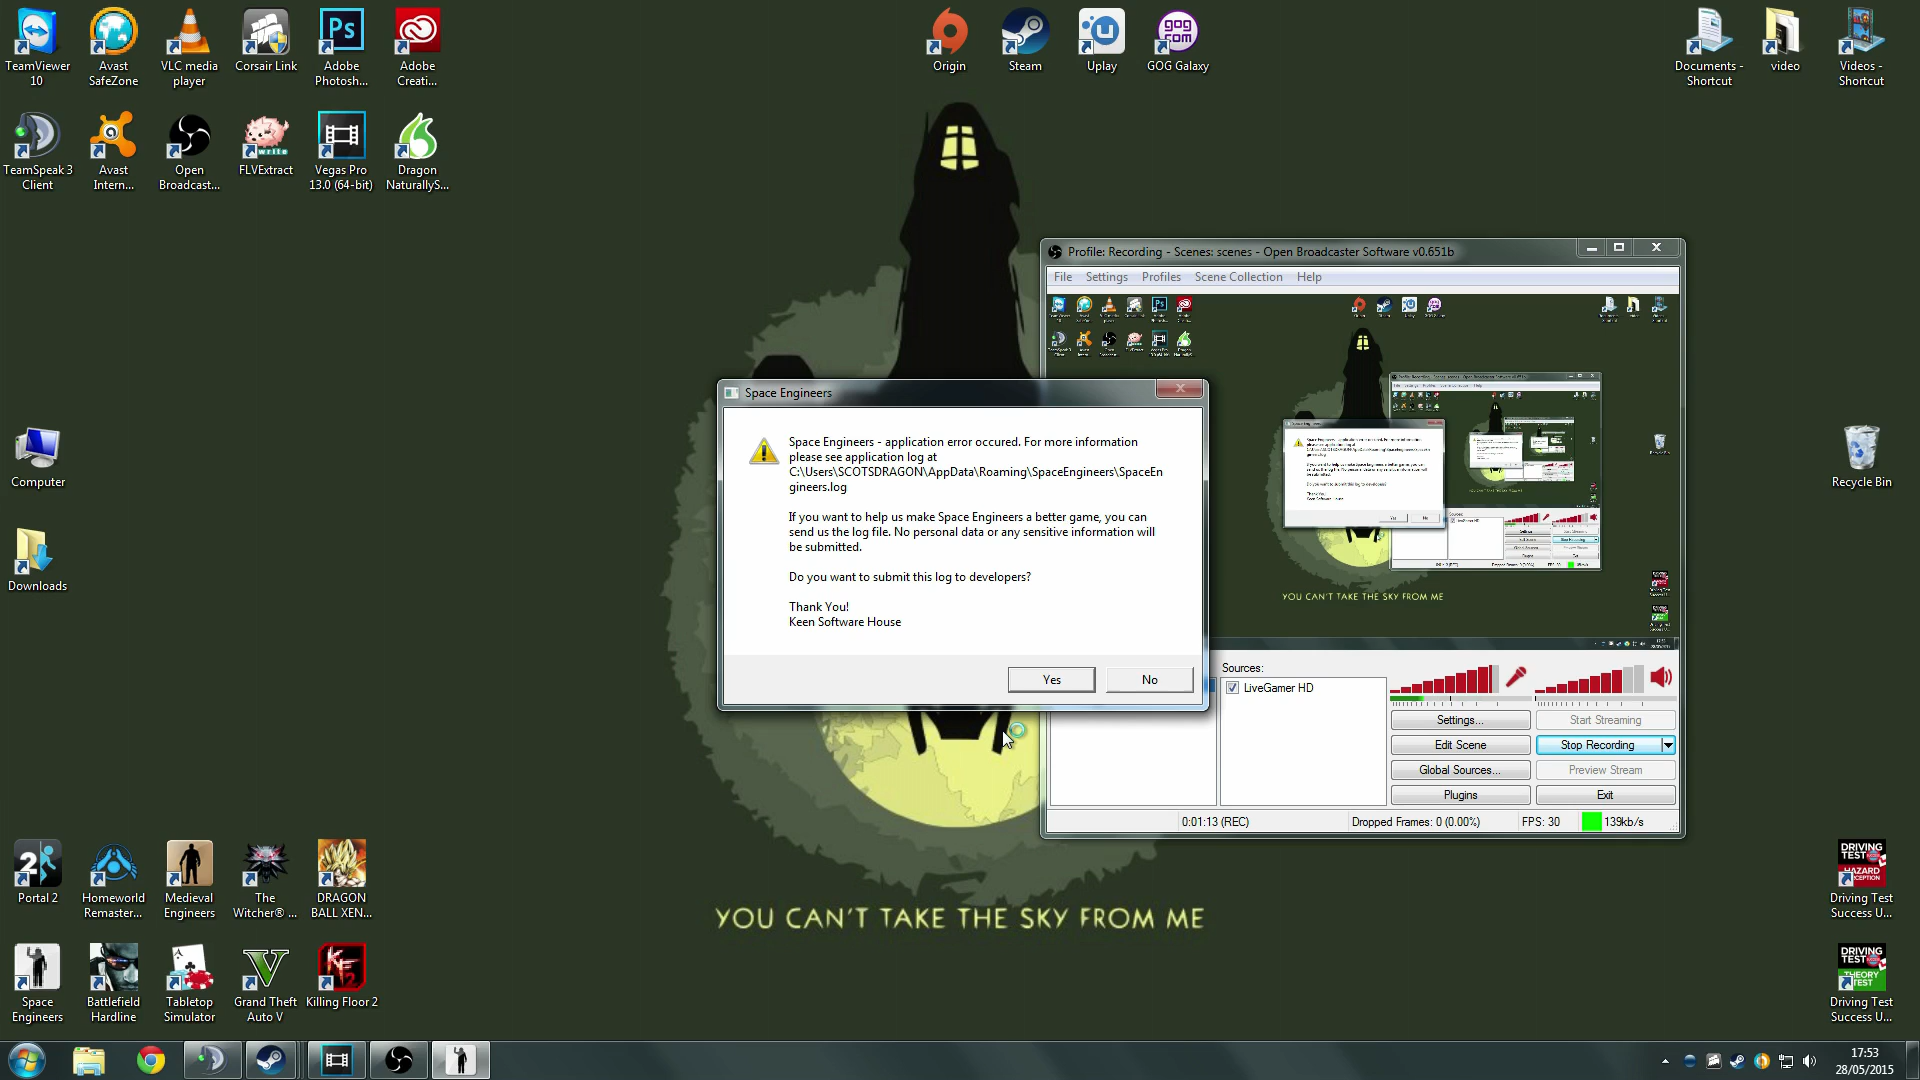 TeamViewer
10
Avast
SafeZone
VLC media
player
Corsair Link
Adobe
Photosh...
Adobe
Creati...
Origin
Steam
Uplay
GOG Galaxy
Documents -
Shortcut
video
Videos -
Shortcut
TeamSpeak 3
Client
Avast
Intern...
Open
Broadcast...
FLVExtract
Vegas Pro
13.0 (64-bit)
Dragon
NaturallyS...
Profile: Recording - Scenes: scenes - Open Broadcaster Software v0.651b
File Settings Profiles Scene Collection Help
Space Engineers
Space Engineers - application error occured. For more information
please see application log at
C:\Users\SCOTSDRAGON\AppData\Roaming\SpaceEngineers\SpaceEn
gineers.log
If you want to help us make Space Engineers a better game, you can
send us the log file. No personal data or any sensitive information will
be submitted.
Do you want to submit this log to developers?
Thank You!
Keen Software House
Yes
No
YOU CAN'T TAKE THE SKY FROM ME
Sources:
LiveGamer HD
Settings...
Start Streaming
Edit Scene
Stop Recording
Global Sources...
Preview Stream
Plugins
Exit
0:01:13 (REC)
Dropped Frames: 0 (0.00%)
FPS: 30
139kb/s
Computer
Downloads
Recycle Bin
YOU CAN'T TAKE THE SKY FROM ME
Portal 2
Homeworld
Remaster...
Medieval
Engineers
The
Witcher® ...
DRAGON
BALL XEN...
DRIVING
TEST
HAZARD
PERCEPTION
Driving Test
Success U...
Space
Engineers
Battlefield
Hardline
Tabletop
Simulator
Grand Theft
Auto V
Killing Floor 2
DRIVING
TEST
THEORY
TEST
Driving Test
Success U...
17:53
28/05/2015